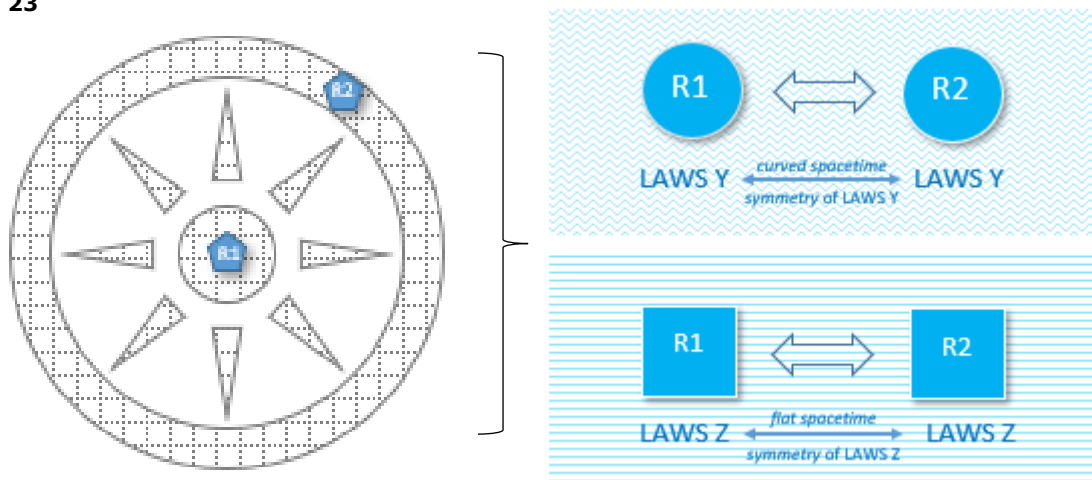 23
R2
R1
R1
R2
LAWS Y
curved spacetime
symmetry of LAWS Y
LAWS Y
R1
R2
LAWS Z
flat spacetime
symmetry of LAWS Z
LAWS Z